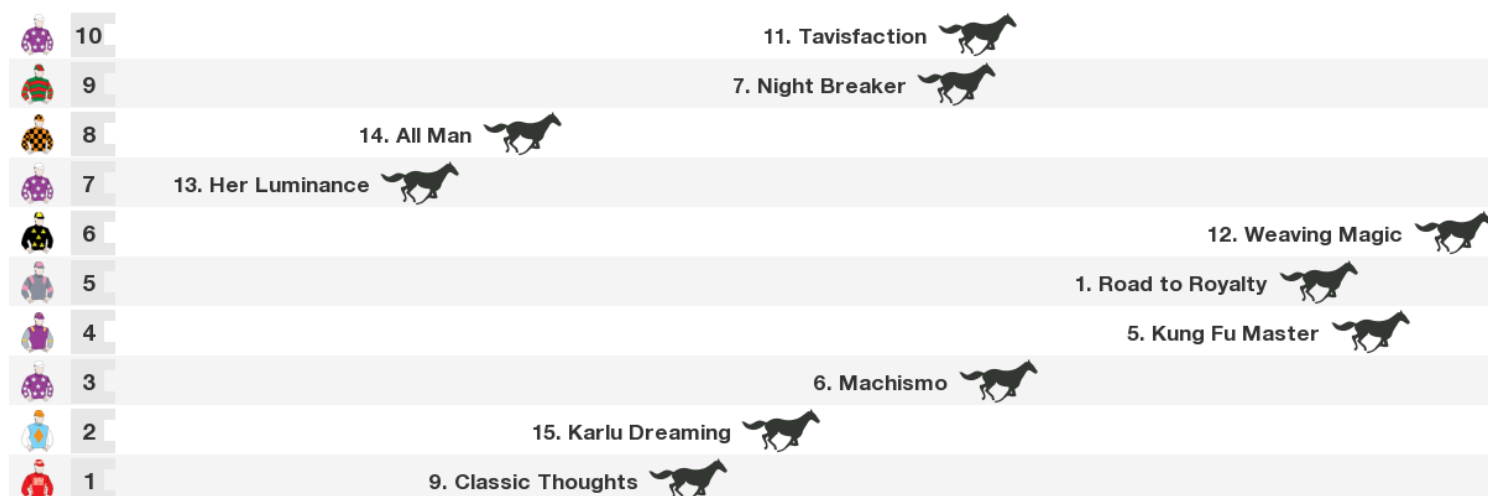 10 11. Tavisfaction
9 7. Night Breaker
8 14. All Man
7 13. Her Luminance
6 12. Weaving Magic
5 1. Road to Royalty
4 5. Kung Fu Master
3 6. Machismo
2 15. Karlu Dreaming
1 9. Classic Thoughts